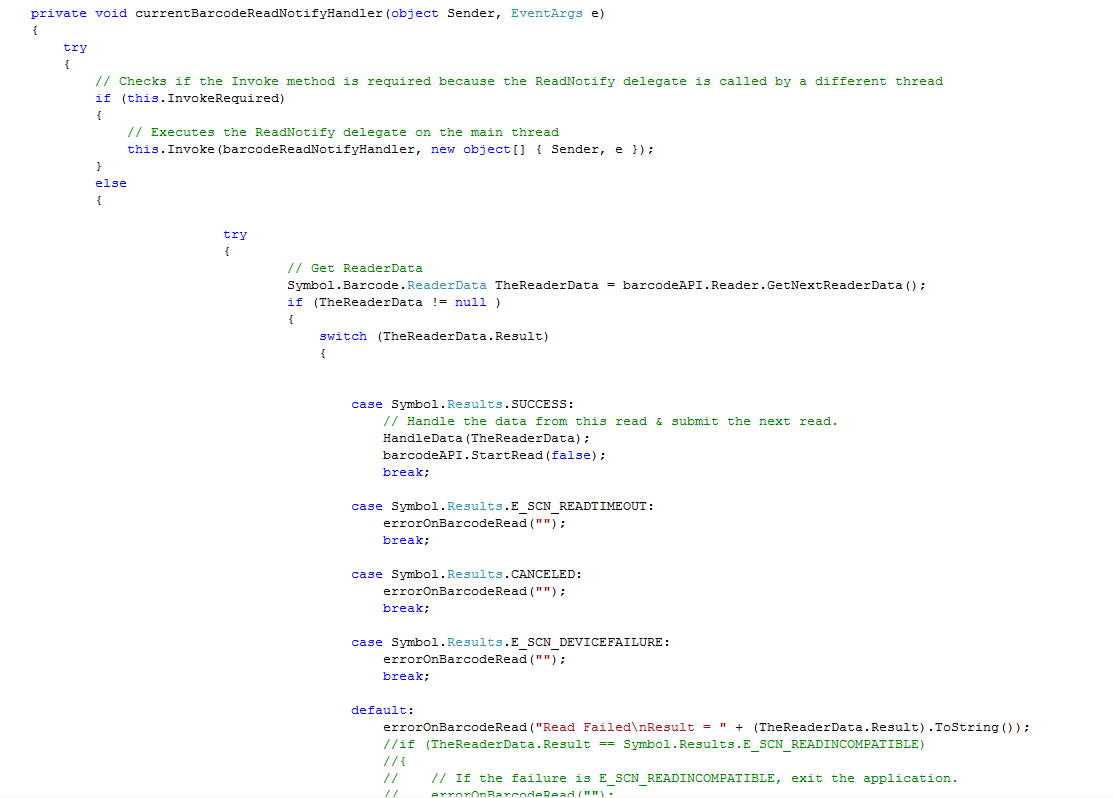 private void currentBarcodeReadNotifyHandler(object Sender, EventArgs e)
{
try
{
// Checks if the Invoke method is required because the ReadNotify delegate is called by a different thread
if (this.InvokeRequired)
{
// Executes the ReadNotify delegate on the main thread
this.Invoke(barcodeReadNotifyHandler, new object[] { Sender, e });
}
else
{
try
{
// Get ReaderData
Symbol.Barcode.ReaderData TheReaderData = barcodeAPI.Reader.GetNextReaderData();
if (TheReaderData != null )
{
switch (TheReaderData.Result)
{
case Symbol.Results.SUCCESS:
// Handle the data from this read & submit the next read.
HandleData(TheReaderData);
barcodeAPI.StartRead(false);
break;
case Symbol.Results.E_SCN_READTIMEOUT:
errorOnBarcodeRead("");
break;
case Symbol.Results.CANCELED:
errorOnBarcodeRead("");
break;
case Symbol.Results.E_SCN_DEVICEFAILURE:
errorOnBarcodeRead("");
break;
default:
errorOnBarcodeRead("Read Failed\nResult = " + (TheReaderData.Result).ToString());
//if (TheReaderData.Result == Symbol.Results.E_SCN_READINCOMPATIBLE)
//{
// // If the failure is E_SCN_READINCOMPATIBLE, exit the application.
// errorOnBarcodeRead("");